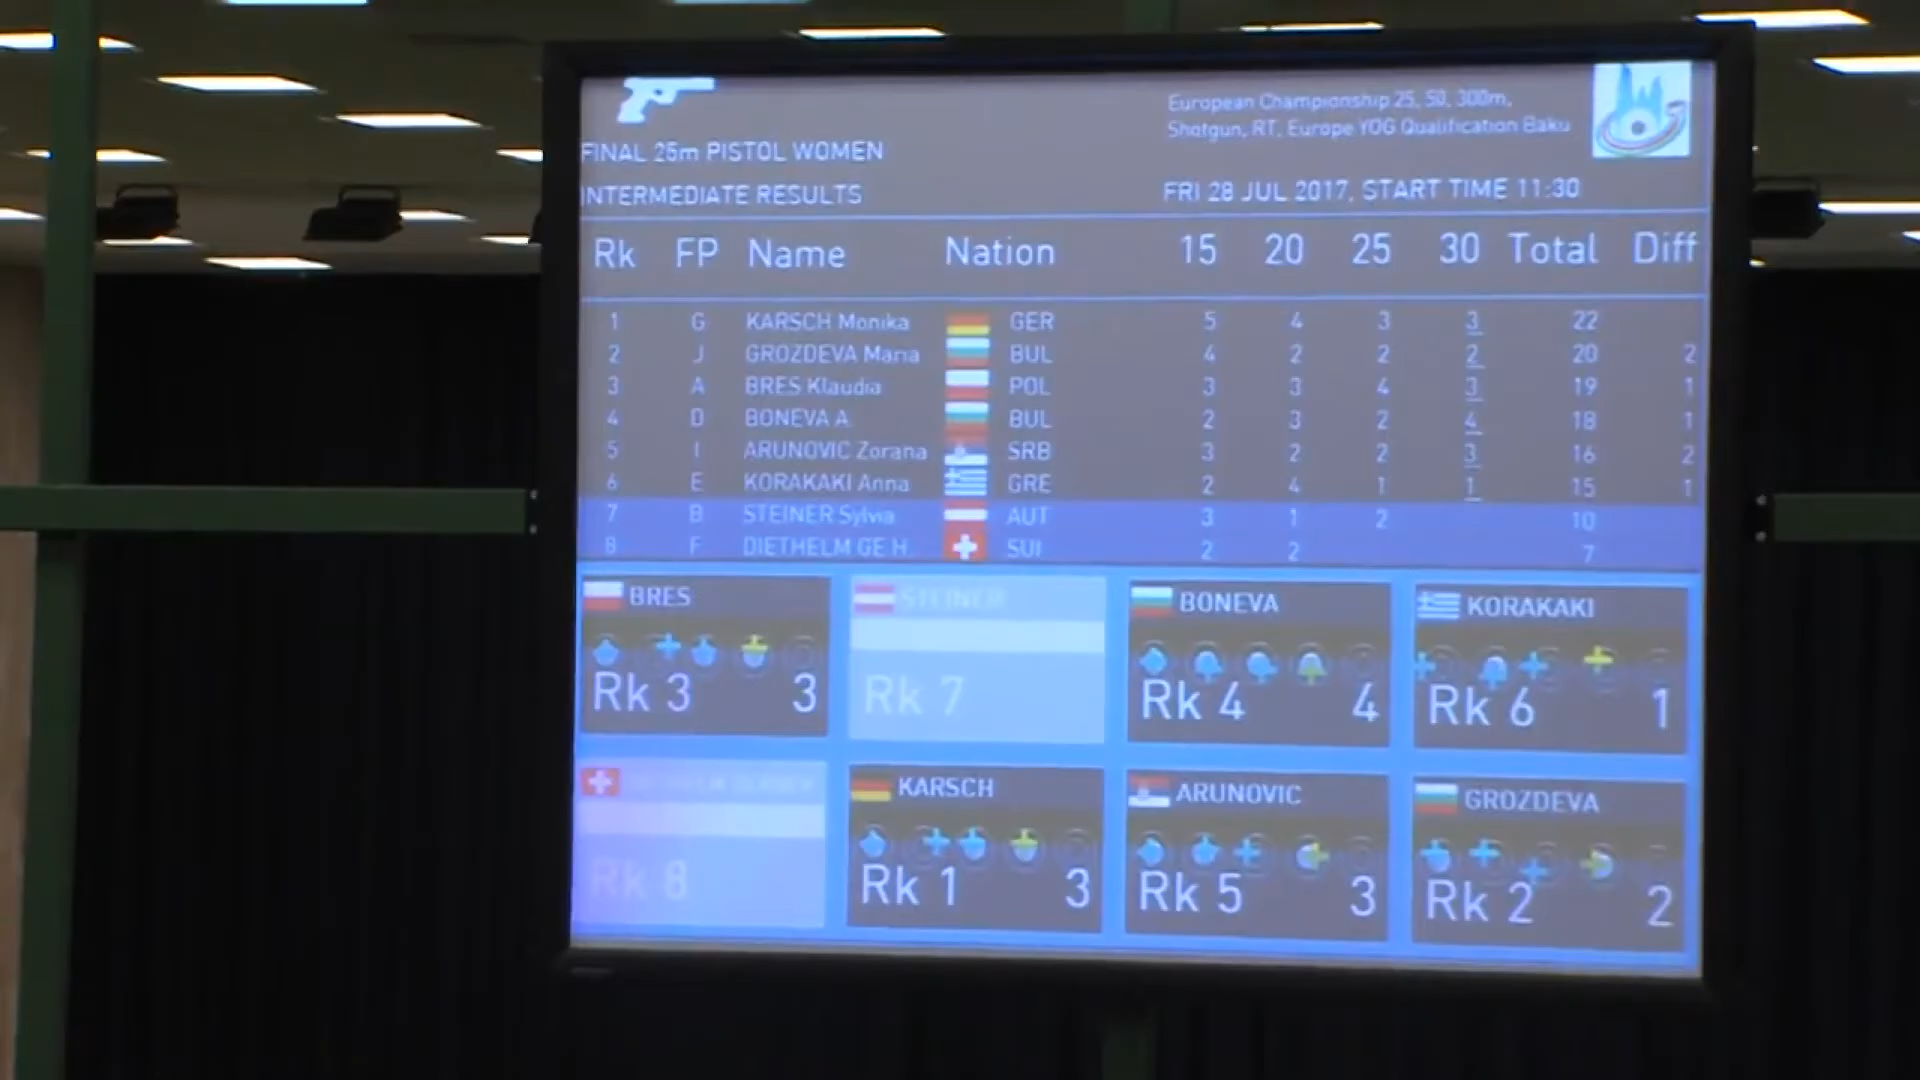 European Championship 25, 50, 300m,
Shotgun, RT, Europe YOG Qualification Baku
FINAL 25m PISTOL WOMEN
INTERMEDIATE RESULTS FRI 28 JUL 2017, START TIME 11:30
Rk FP Name Nation 15 20 25 30 Total Diff
1 G KARSCH Monika GER 5 4 3 3 22
2 J GROZDEVA Maria BUL 4 2 2 2 20 2
3 A BRES Klaudia POL 3 3 4 3 19 1
4 D BONEVA A. BUL 2 3 2 4 18 1
5 I ARUNOVIC Zorana SRB 3 2 2 3 16 2
6 E KORAKAKI Anna GRE 2 4 1 1 15 1
7 B STEINER Sylvia AUT 3 1 2 10
8 F DIETHELM GE H. SUI 2 2 7
BRES STEINER BONEVA KORAKAKI
Rk 3 3 Rk 7 Rk 4 4 Rk 6 1
KARSCH ARUNOVIC GROZDEVA
Rk 8 Rk 1 3 Rk 5 3 Rk 2 2